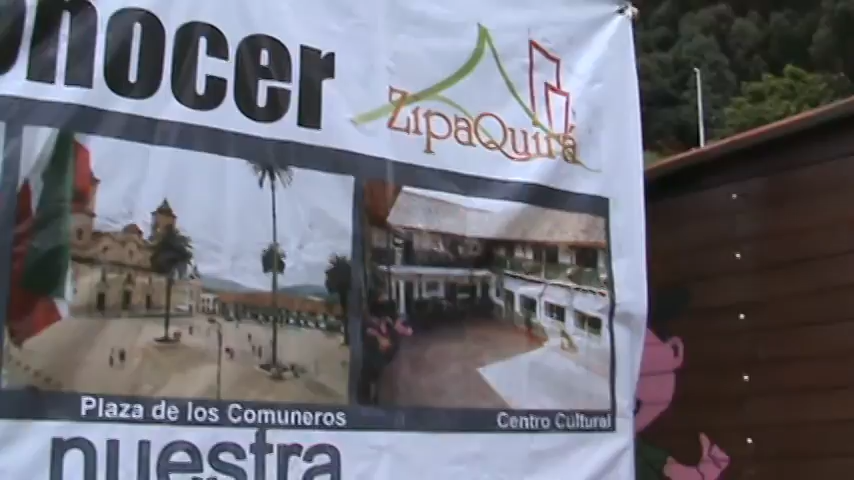 onocer
ZipaQuirá
Plaza de los Comuneros
Centro Cultural
nuestra